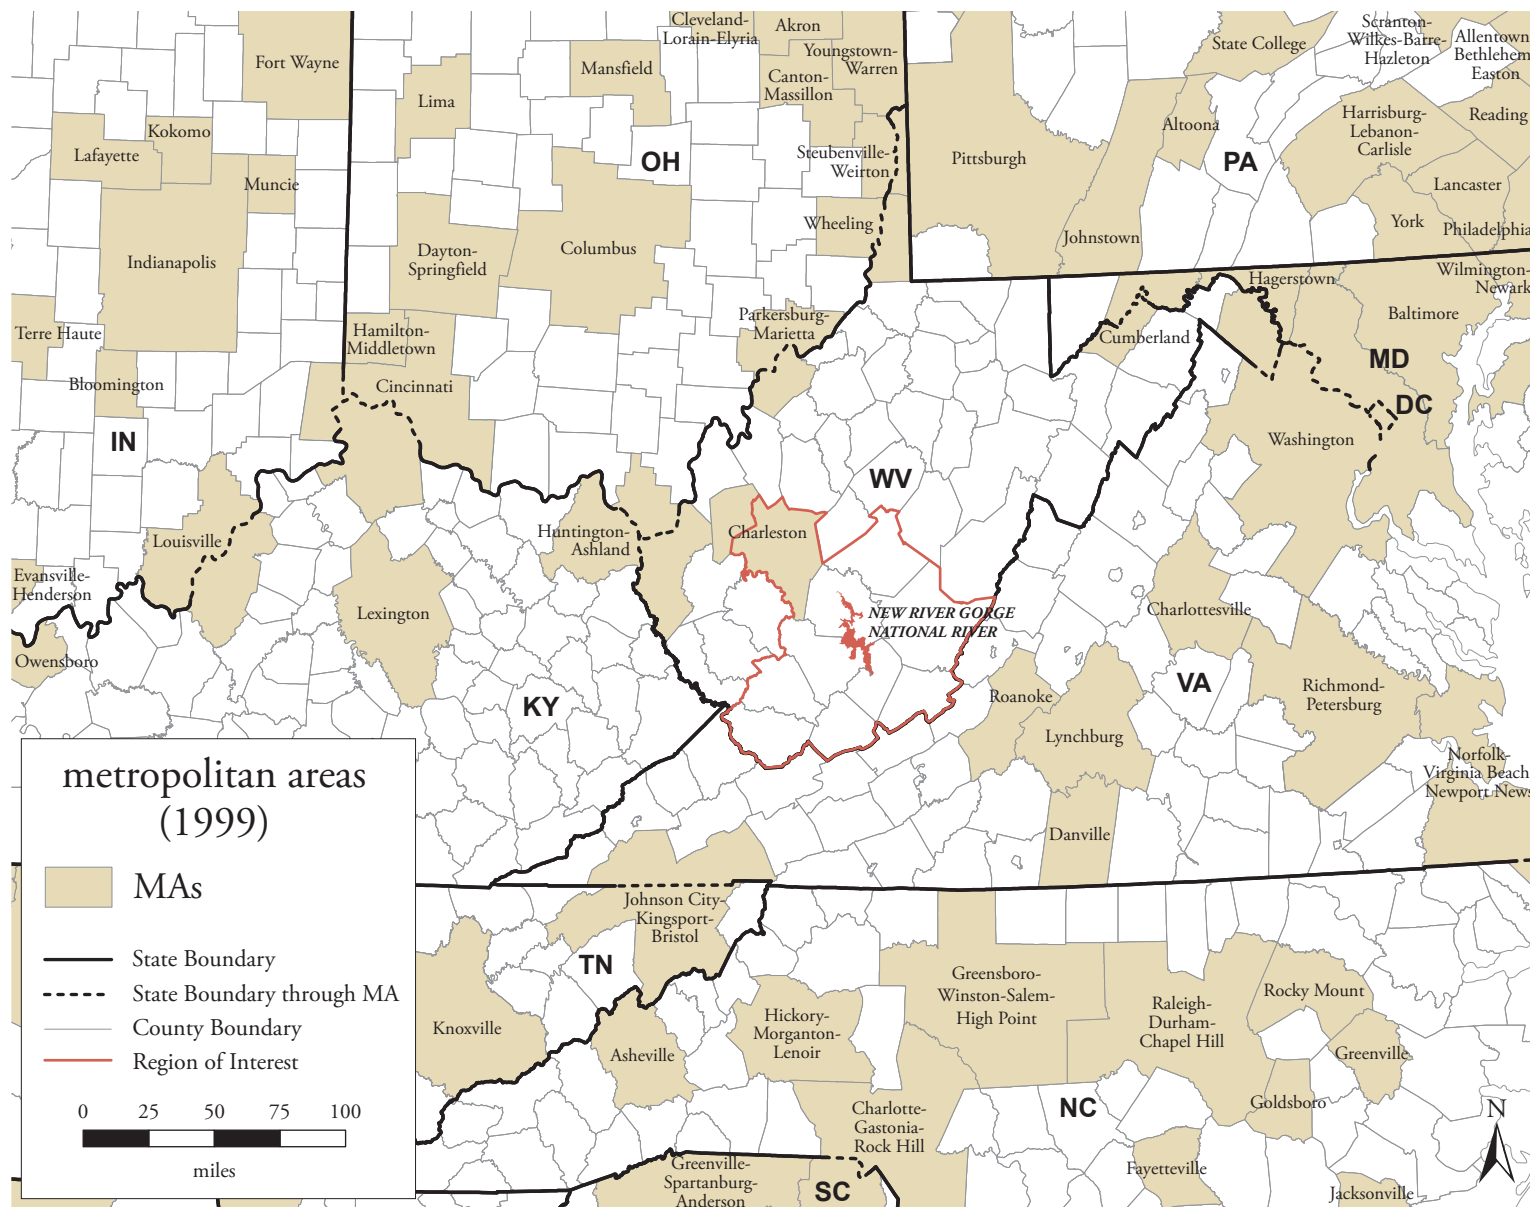 Cleveland-
Lorain-Elyria
Akron
Youngstown-
Warren
Canton-
Massillon
Mansfield
Fort Wayne
Lima
State College
Scranton-
Wilkes-Barre-
Hazleton
Allentown
Bethlehem
Easton
Kokomo
Lafayette
Muncie
OH
Steubenville-
Weirton
Pittsburgh
Altoona
PA
Harrisburg-
Lebanon-
Carlisle
Reading
Lancaster
York
Philadelphia
Johnstown
Wheeling
Columbus
Dayton-
Springfield
Indianapolis
Terre Haute
Hamilton-
Middletown
Parkersburg-
Marietta
Hagerstown
Wilmington-
Newark
Baltimore
Cumberland
MD
DC
Washington
Bloomington
Cincinnati
IN
WV
Charleston
Huntington-
Ashland
Louisville
Evansville-
Henderson
Lexington
Owensboro
NEW RIVER GORGE
NATIONAL RIVER
Charlottesville
KY
VA
Roanoke
Lynchburg
Richmond-
Petersburg
Norfolk-
Virginia Beach
Newport News
Danville
metropolitan areas
(1999)
MAs
State Boundary
State Boundary through MA
County Boundary
Region of Interest
0 25 50 75 100
miles
Johnson City-
Kingsport-
Bristol
TN
Knoxville
Asheville
Hickory-
Morganton-
Lenoir
Greensboro-
Winston-Salem-
High Point
Raleigh-
Durham-
Chapel Hill
Rocky Mount
Greenville
Goldsboro
NC
Charlotte-
Gastonia-
Rock Hill
Fayetteville
Jacksonville
Greenville-
Spartanburg-
Anderson
SC
N